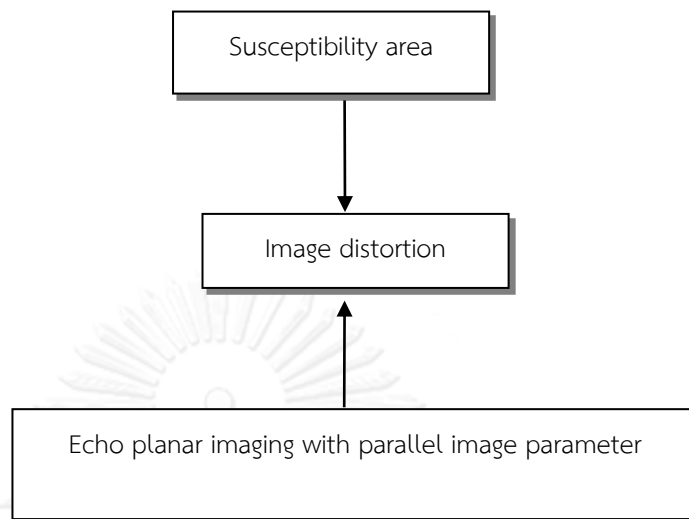 Susceptibility area
Image distortion
Echo planar imaging with parallel image parameter